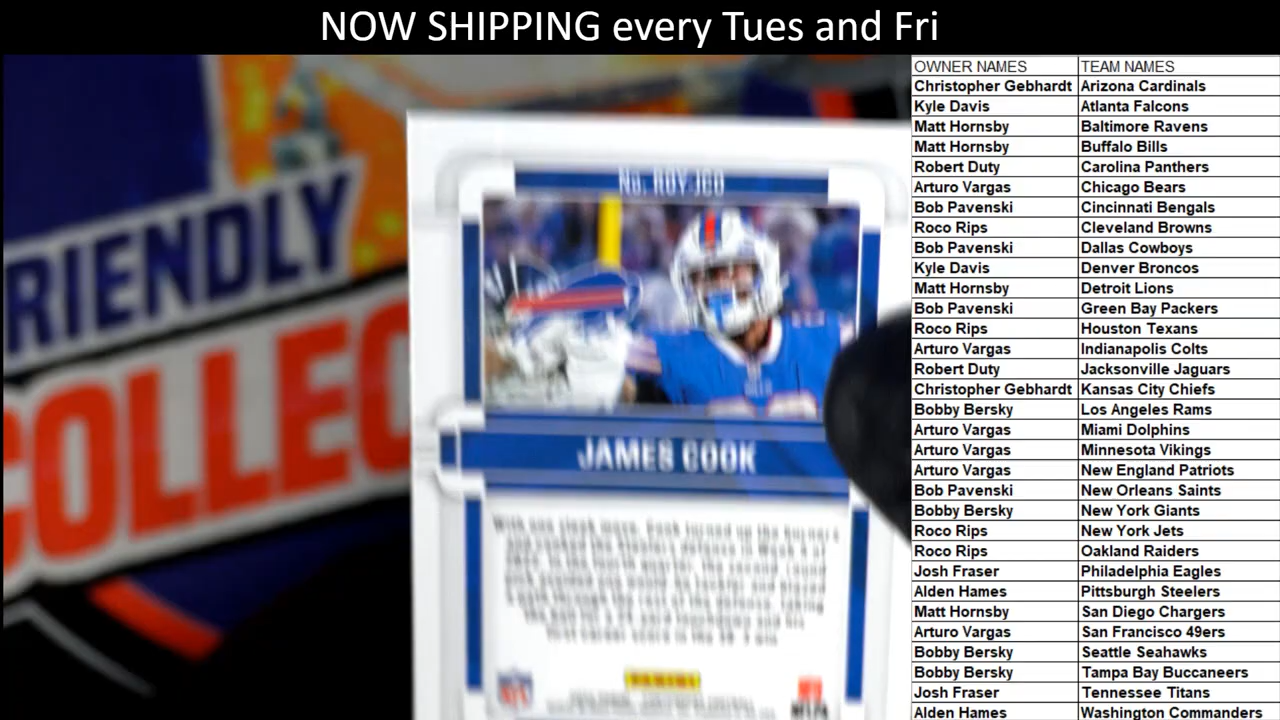 NOW SHIPPING every Tues and Fri
RIENDLY
COLLEC
No. ROY-JCO
JAMES COOK
PANINI
OWNER NAMES TEAM NAMES
Christopher Gebhardt Arizona Cardinals
Kyle Davis Atlanta Falcons
Matt Hornsby Baltimore Ravens
Matt Hornsby Buffalo Bills
Robert Duty Carolina Panthers
Arturo Vargas Chicago Bears
Bob Pavenski Cincinnati Bengals
Roco Rips Cleveland Browns
Bob Pavenski Dallas Cowboys
Kyle Davis Denver Broncos
Matt Hornsby Detroit Lions
Bob Pavenski Green Bay Packers
Roco Rips Houston Texans
Arturo Vargas Indianapolis Colts
Robert Duty Jacksonville Jaguars
Christopher Gebhardt Kansas City Chiefs
Bobby Bersky Los Angeles Rams
Arturo Vargas Miami Dolphins
Arturo Vargas Minnesota Vikings
Arturo Vargas New England Patriots
Bob Pavenski New Orleans Saints
Bobby Bersky New York Giants
Roco Rips New York Jets
Roco Rips Oakland Raiders
Josh Fraser Philadelphia Eagles
Alden Hames Pittsburgh Steelers
Matt Hornsby San Diego Chargers
Arturo Vargas San Francisco 49ers
Bobby Bersky Seattle Seahawks
Bobby Bersky Tampa Bay Buccaneers
Josh Fraser Tennessee Titans
Alden Hames Washington Commanders